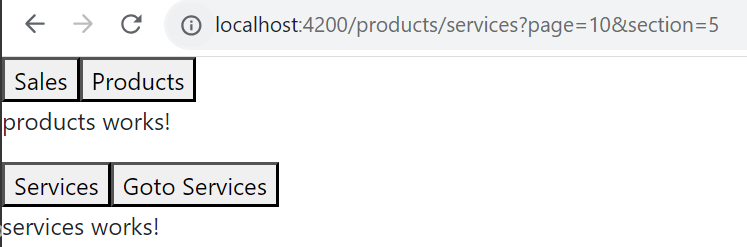 localhost:4200/products/services?page=10&section=5
Sales Products
products works!
Services Goto Services
services works!